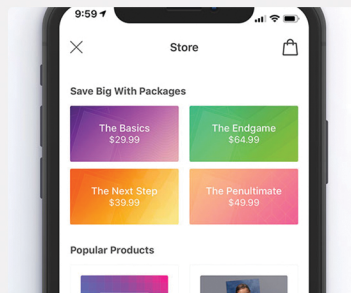 9:59
Store
Save Big With Packages
The Basics
$29.99
The Endgame
$64.99
The Next Step
$39.99
The Penultimate
$49.99
Popular Products